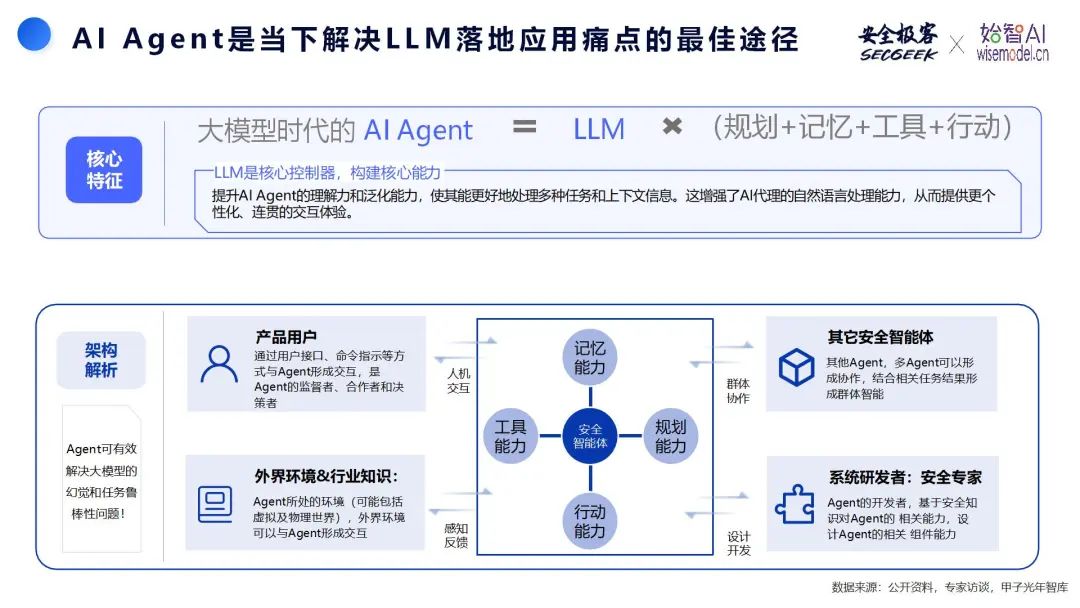 AI Agent是当下解决LLM落地应用痛点的最佳途径
安全极客
SECGEEK
始智AI
wisemodel.cn
核心
特征
大模型时代的 AI Agent = LLM × （规划+记忆+工具+行动）
LLM是核心控制器，构建核心能力
提升AI Agent的理解力和泛化能力，使其能更好地处理多种任务和上下文信息。这增强了AI代理的自然语言处理能力，从而提供更个
性化、连贯的交互体验。
架构
解析
Agent可有效
解决大模型的
幻觉和任务鲁
棒性问题！
产品用户
通过用户接口、命令指示等方
式与Agent形成交互，是
Agent的监督者、合作者和决
策者
人机
交互
外界环境&行业知识：
Agent所处的环境（可能包括
虚拟及物理世界），外界环境
可以与Agent形成交互
感知
反馈
记忆
能力
工具
能力
安全
智能体
规划
能力
行动
能力
群体
协作
其它安全智能体
其他Agent，多Agent可以形
成协作，结合相关任务结果形
成群体智能
设计
开发
系统研发者：安全专家
Agent的开发者，基于安全知
识对Agent的 相关能力，设
计Agent的相关 组件能力
数据来源：公开资料，专家访谈，甲子光年智库